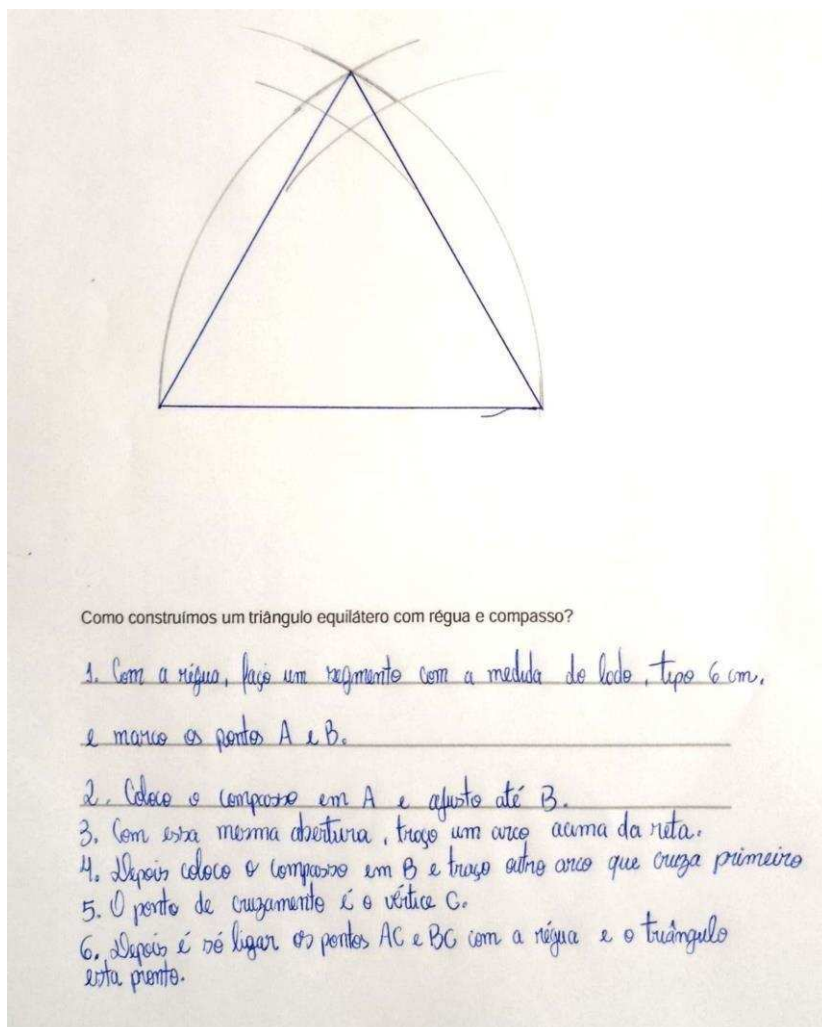 Como construímos um triângulo equilátero com régua e compasso?
1. Com a régua, faço um segmento com a medida do lado, tipo 6 cm,
e marco os pontos A e B.
2. Coloco o compasso em A e ajusto até B.
3. Com essa mesma abertura, traço um arco acima da reta.
4. Depois coloco o compasso em B e traço outro arco que cruza primeiro
5. O ponto de cruzamento é o vértice C.
6. Depois é só ligar os pontos AC e BC com a régua e o triângulo
esta pronto.